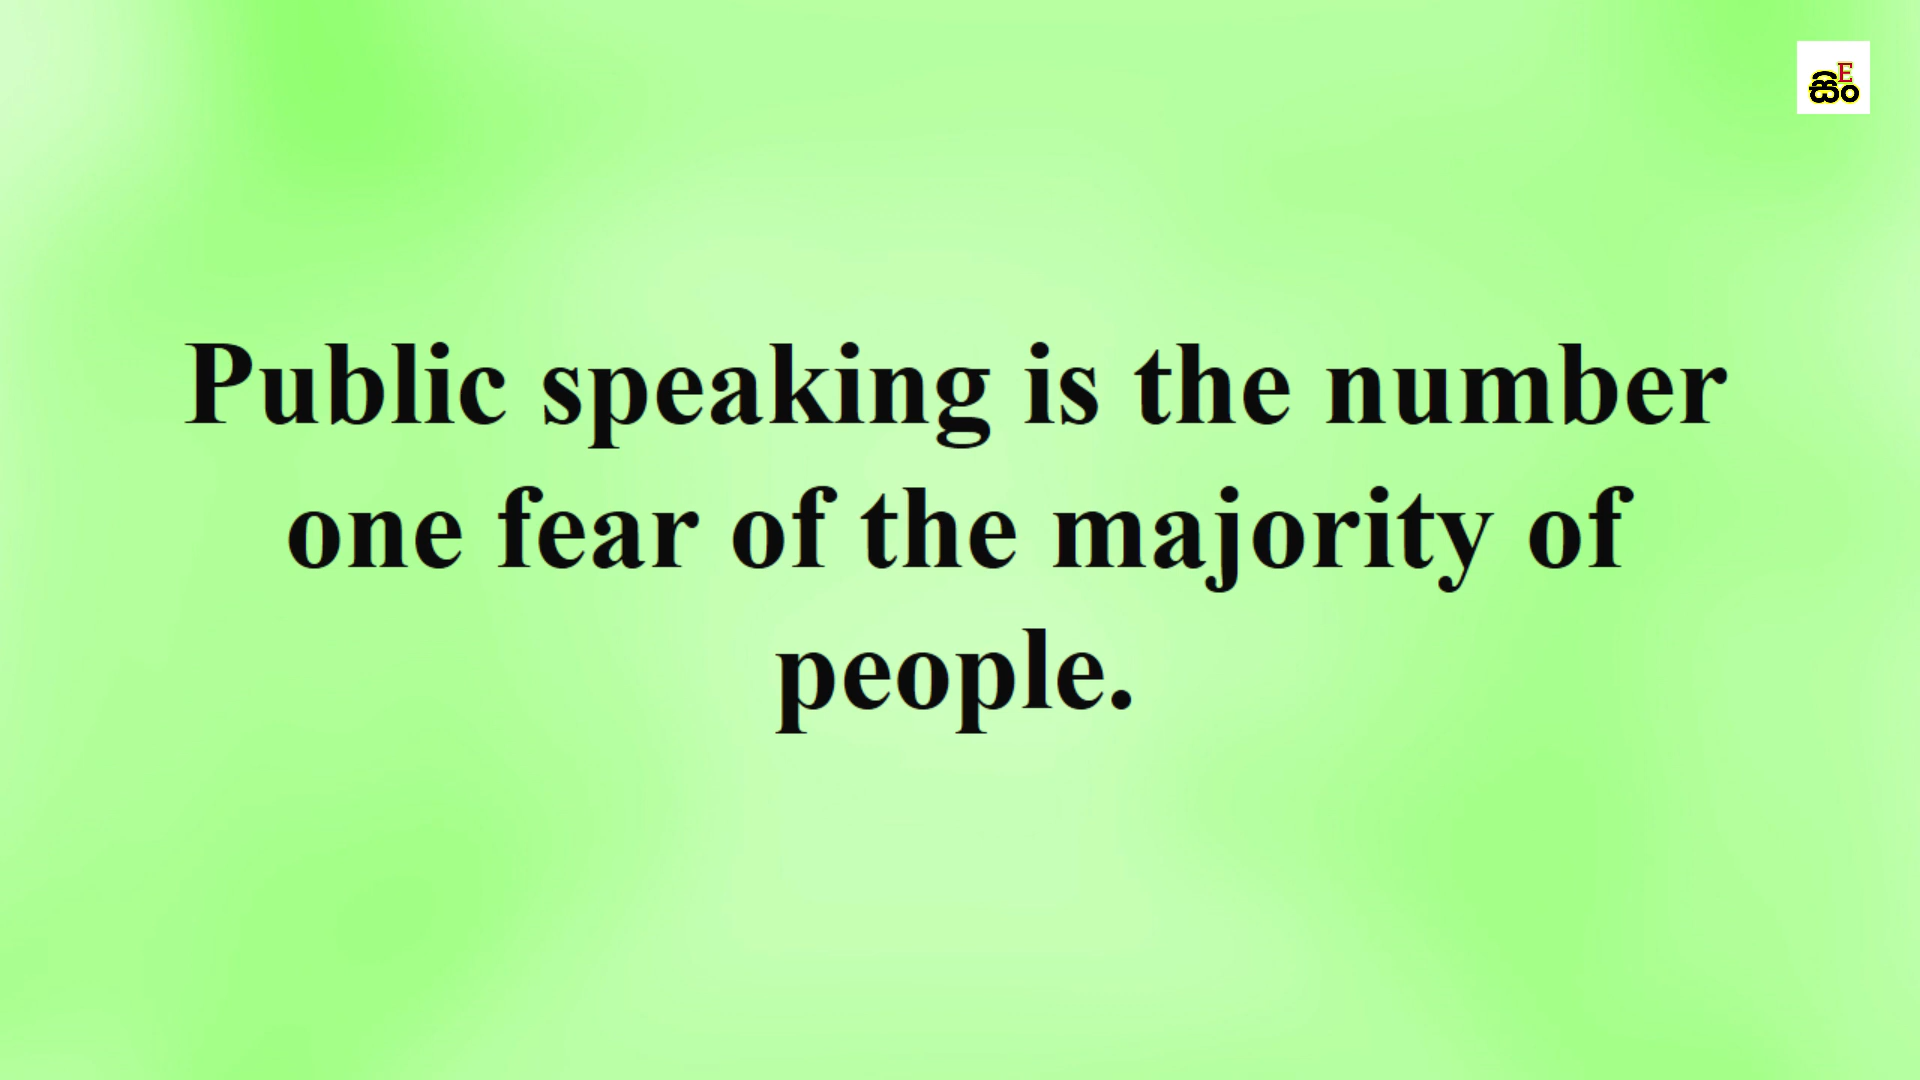 E
සිං
Public speaking is the number
one fear of the majority of
people.